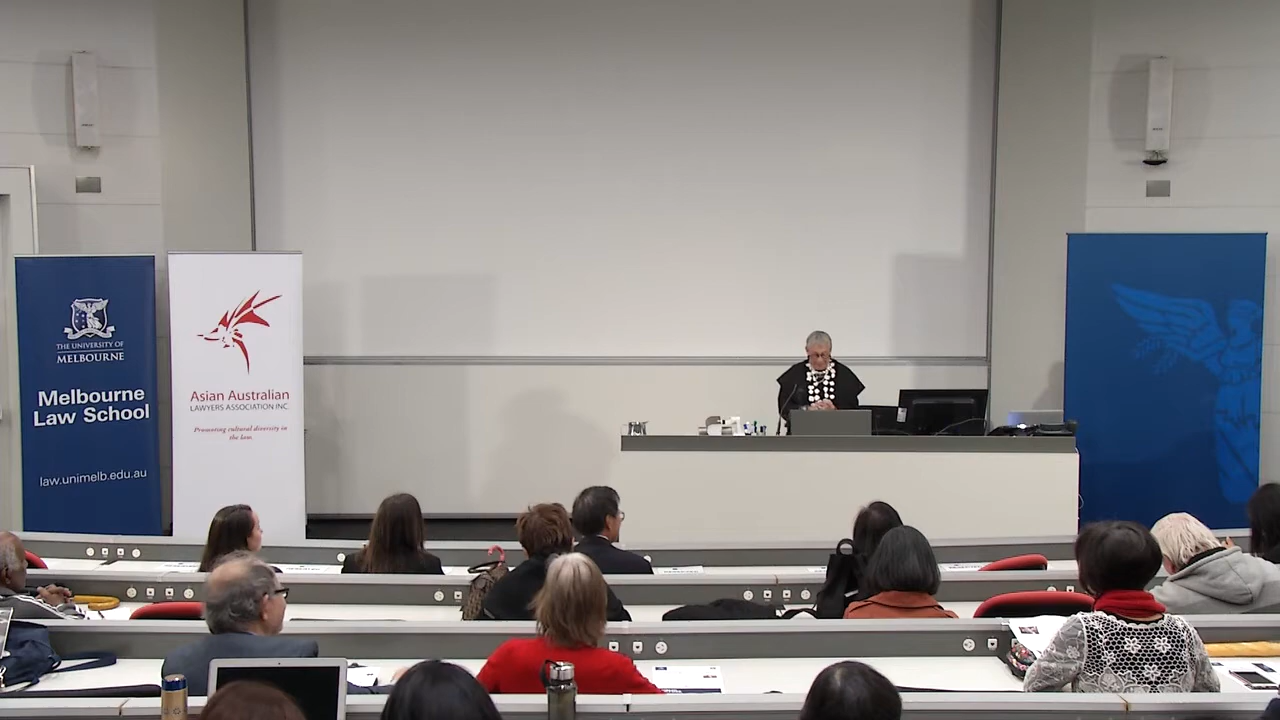 THE UNIVERSITY OF
MELBOURNE
Melbourne
Law School
law.unimelb.edu.au
Asian Australian
LAWYERS ASSOCIATION INC.
Promoting cultural diversity in
the law.